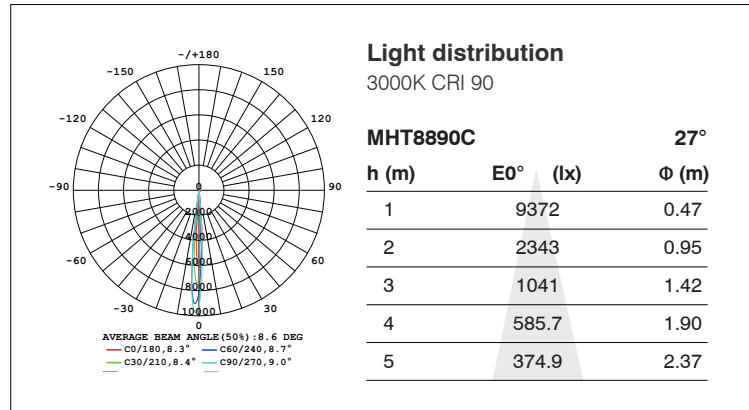 Light distribution
3000K CRI 90
MHT8890C 27°
h (m) E0° (lx) Φ (m)
1 9372 0.47
2 2343 0.95
3 1041 1.42
4 585.7 1.90
5 374.9 2.37
-/+180
-150 150
-120 120
-90 90
-60 60
-30 30
0
0
2000
4000
6000
8000
10000
AVERAGE BEAM ANGLE(50%):8.6 DEG
C0/180,8.3° C60/240,8.7°
C30/210,8.4° C90/270,9.0°